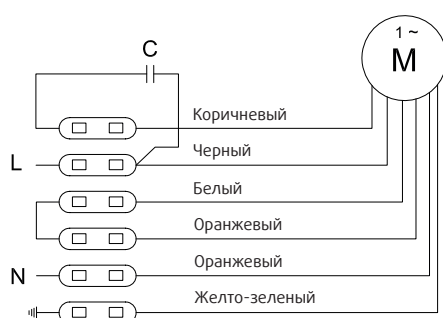 C
1 ~
M
Коричневый
L
Черный
Белый
Оранжевый
N
Оранжевый
Желто-зеленый